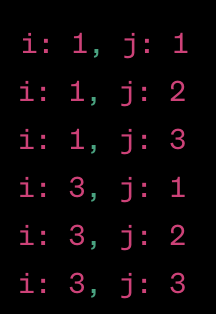 i: 1, j: 1
i: 1, j: 2
i: 1, j: 3
i: 3, j: 1
i: 3, j: 2
i: 3, j: 3